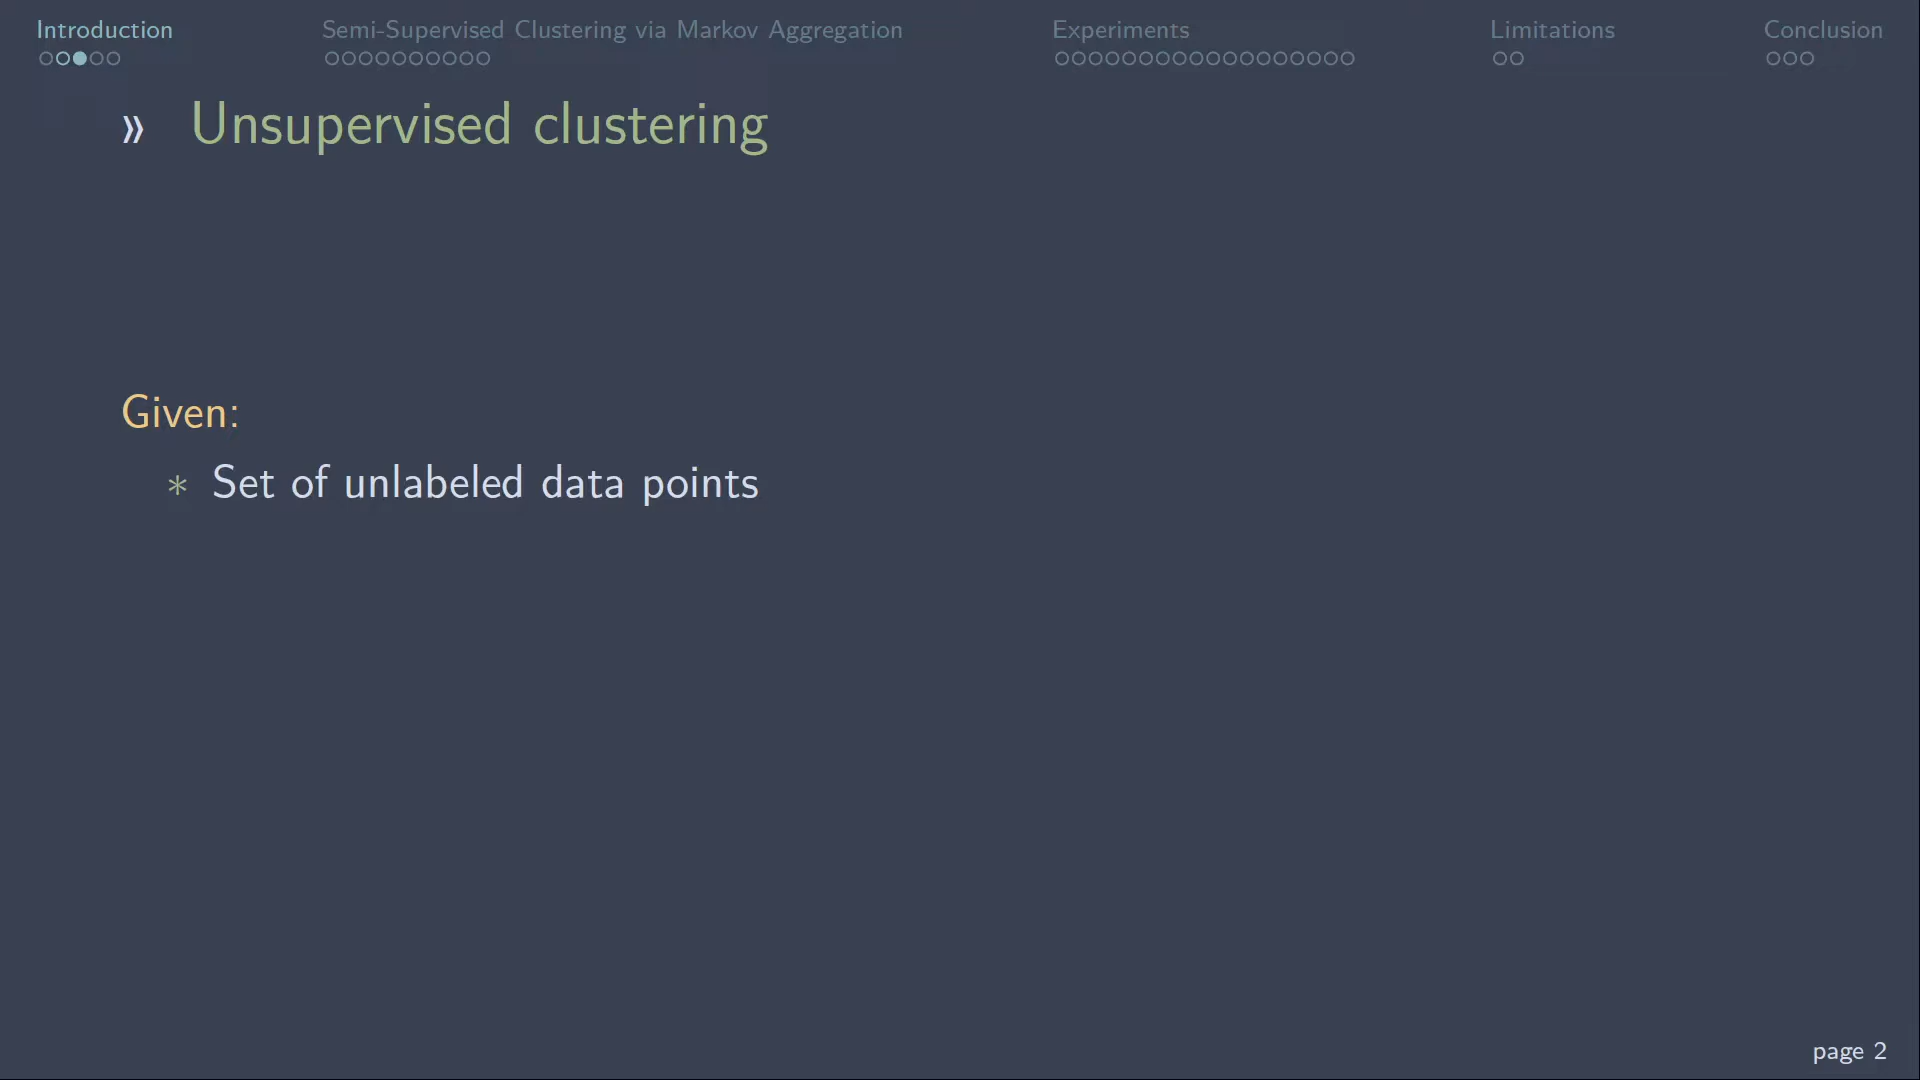 Introduction
Semi-Supervised Clustering via Markov Aggregation
Experiments
Limitations
Conclusion
» Unsupervised clustering
Given:
* Set of unlabeled data points
page 2